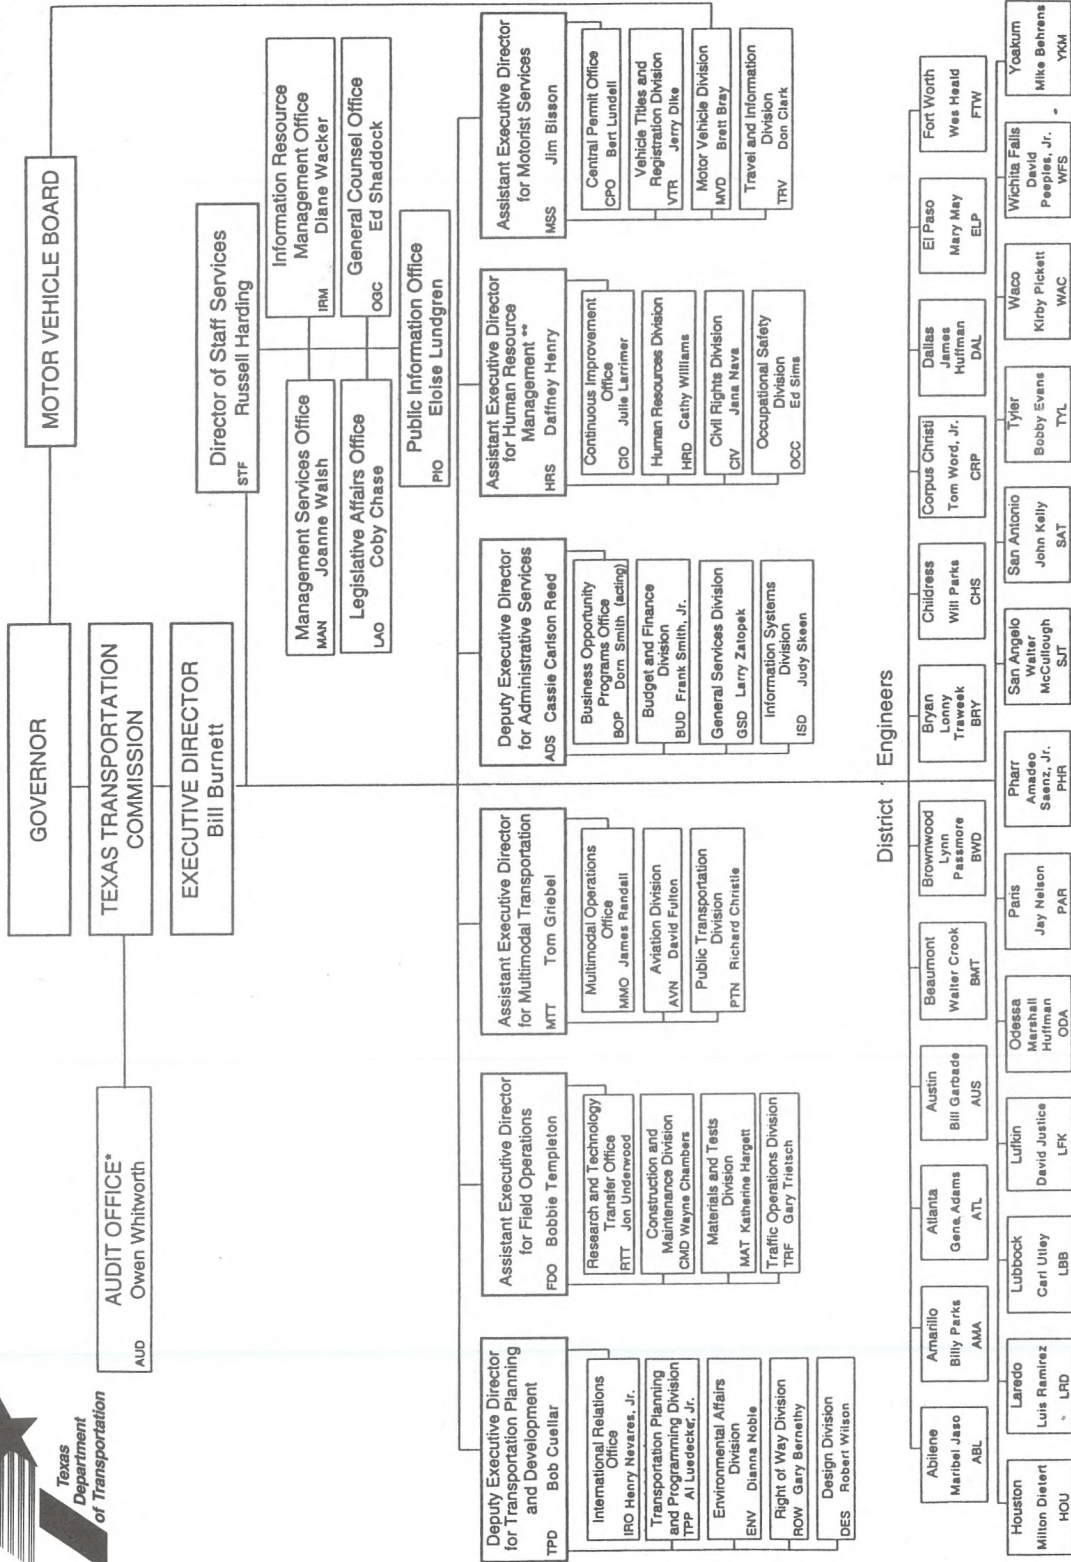 Texas
Department
of Transportation
GOVERNOR
MOTOR VEHICLE BOARD
TEXAS TRANSPORTATION
COMMISSION
AUDIT OFFICE*
AUD Owen Whitworth
EXECUTIVE DIRECTOR
Bill Burnett
Director of Staff Services
STF Russell Harding
Management Services Office
MAN Joanne Walsh
Information Resource
Management Office
IRM Diane Wacker
Legislative Affairs Office
LAO Coby Chase
General Counsel Office
OGC Ed Shaddock
Public Information Office
PIO Eloise Lundgren
Deputy Executive Director
for Transportation Planning
and Development
TPD Bob Cuellar
International Relations
Office
IRO Henry Nevares, Jr.
Transportation Planning
and Programming Division
TPP Al Luedecker, Jr.
Environmental Affairs
Division
ENV Dianna Noble
Right of Way Division
ROW Gary Bernethy
Design Division
DES Robert Wilson
Assistant Executive Director
for Field Operations
FDO Bobbie Templeton
Research and Technology
Transfer Office
RTT Jon Underwood
Construction and
Maintenance Division
CMD Wayne Chambers
Materials and Tests
Division
MAT Katherine Hargett
Traffic Operations Division
TRF Gary Trietsch
Assistant Executive Director
for Multimodal Transportation
MTT Tom Griebel
Multimodal Operations
Office
MMO James Randall
Aviation Division
AVN David Fulton
Public Transportation
Division
PTN Richard Christie
Deputy Executive Director
for Administrative Services
ADS Cassie Carlson Reed
Business Opportunity
Programs Office
BOP Dorn Smith (acting)
Budget and Finance
Division
BUD Frank Smith, Jr.
General Services Division
GSD Larry Zatopek
Information Systems
Division
ISD Judy Skeen
Assistant Executive Director
for Human Resource
Management **
HRS Daffney Henry
Continuous Improvement
Office
CIO Julie Larrimer
Human Resources Division
HRD Cathy Williams
Civil Rights Division
CIV Jana Nava
Occupational Safety
Division
OCC Ed Sims
Assistant Executive Director
for Motorist Services
MSS Jim Bisson
Central Permit Office
CPO Bert Lundell
Vehicle Titles and
Registration Division
VTR Jerry Dike
Motor Vehicle Division
MVD Brett Bray
Travel and Information
Division
TRV Don Clark
District Engineers
Abilene
Maribel Jaso
ABL
Amarillo
Billy Parks
AMA
Atlanta
Gene Adams
ATL
Austin
Bill Garbade
AUS
Beaumont
Walter Crook
BMT
Brownwood
Lynn
Passmore
BWD
Bryan
Lonny
Traweek
BRY
Childress
Will Parks
CHS
Corpus Christi
Tom Word, Jr.
CRP
Dallas
James
Huffman
DAL
El Paso
Mary May
ELP
Fort Worth
Wes Heald
FTW
Houston
Milton Dietert
HOU
Laredo
Luis Ramirez
LRD
Lubbock
Carl Utley
LBB
Lufkin
David Justice
LFK
Odessa
Marshall
Huffman
ODA
Paris
Jay Nelson
PAR
Pharr
Amadeo
Saenz, Jr.
PHR
San Angelo
Walter
McCullough
SJT
San Antonio
John Kelly
SAT
Tyler
Bobby Evans
TYL
Waco
Kirby Pickett
WAC
Wichita Falls
David
Peeples, Jr.
WFS
Yoakum
Mike Behrens
YKM